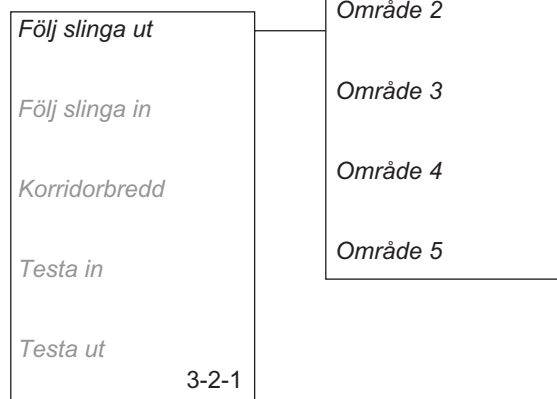 Följ slinga ut
Följ slinga in
Korridorbredd
Testa in
Testa ut
3-2-1
Område 2
Område 3
Område 4
Område 5